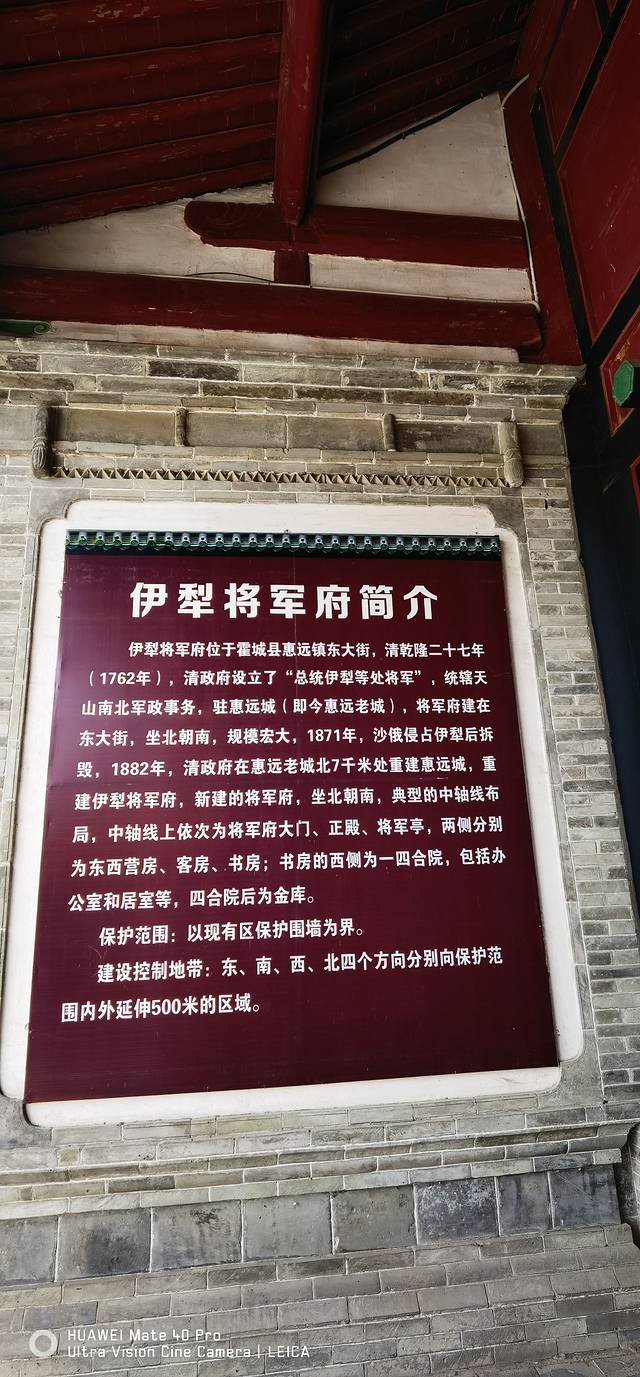 伊犁将军府简介
伊犁将军府位于霍城县惠远镇东大街，清乾隆二十七年
（1762年），清政府设立了“总统伊犁等处将军”，统辖天
山南北军政事务，驻惠远城（即今惠远老城），将军府建在
东大街，坐北朝南，规模宏大，1871年，沙俄侵占伊犁后拆
毁，1882年，清政府在惠远老城北7千米处重建惠远城，重
建伊犁将军府，新建的将军府，坐北朝南，典型的中轴线布
局，中轴线上依次为将军府大门、正殿、将军亭，两侧分别
为东西营房、客房、书房；书房的西侧为一四合院，包括办
公室和居室等，四合院后为金库。
保护范围：以现有区保护围墙为界。
建设控制地带：东、南、西、北四个方向分别向保护范
围内外延伸500米的区域。
HUAWEI Mate 40 Pro
Ultra Vision Cine Camera | LEICA